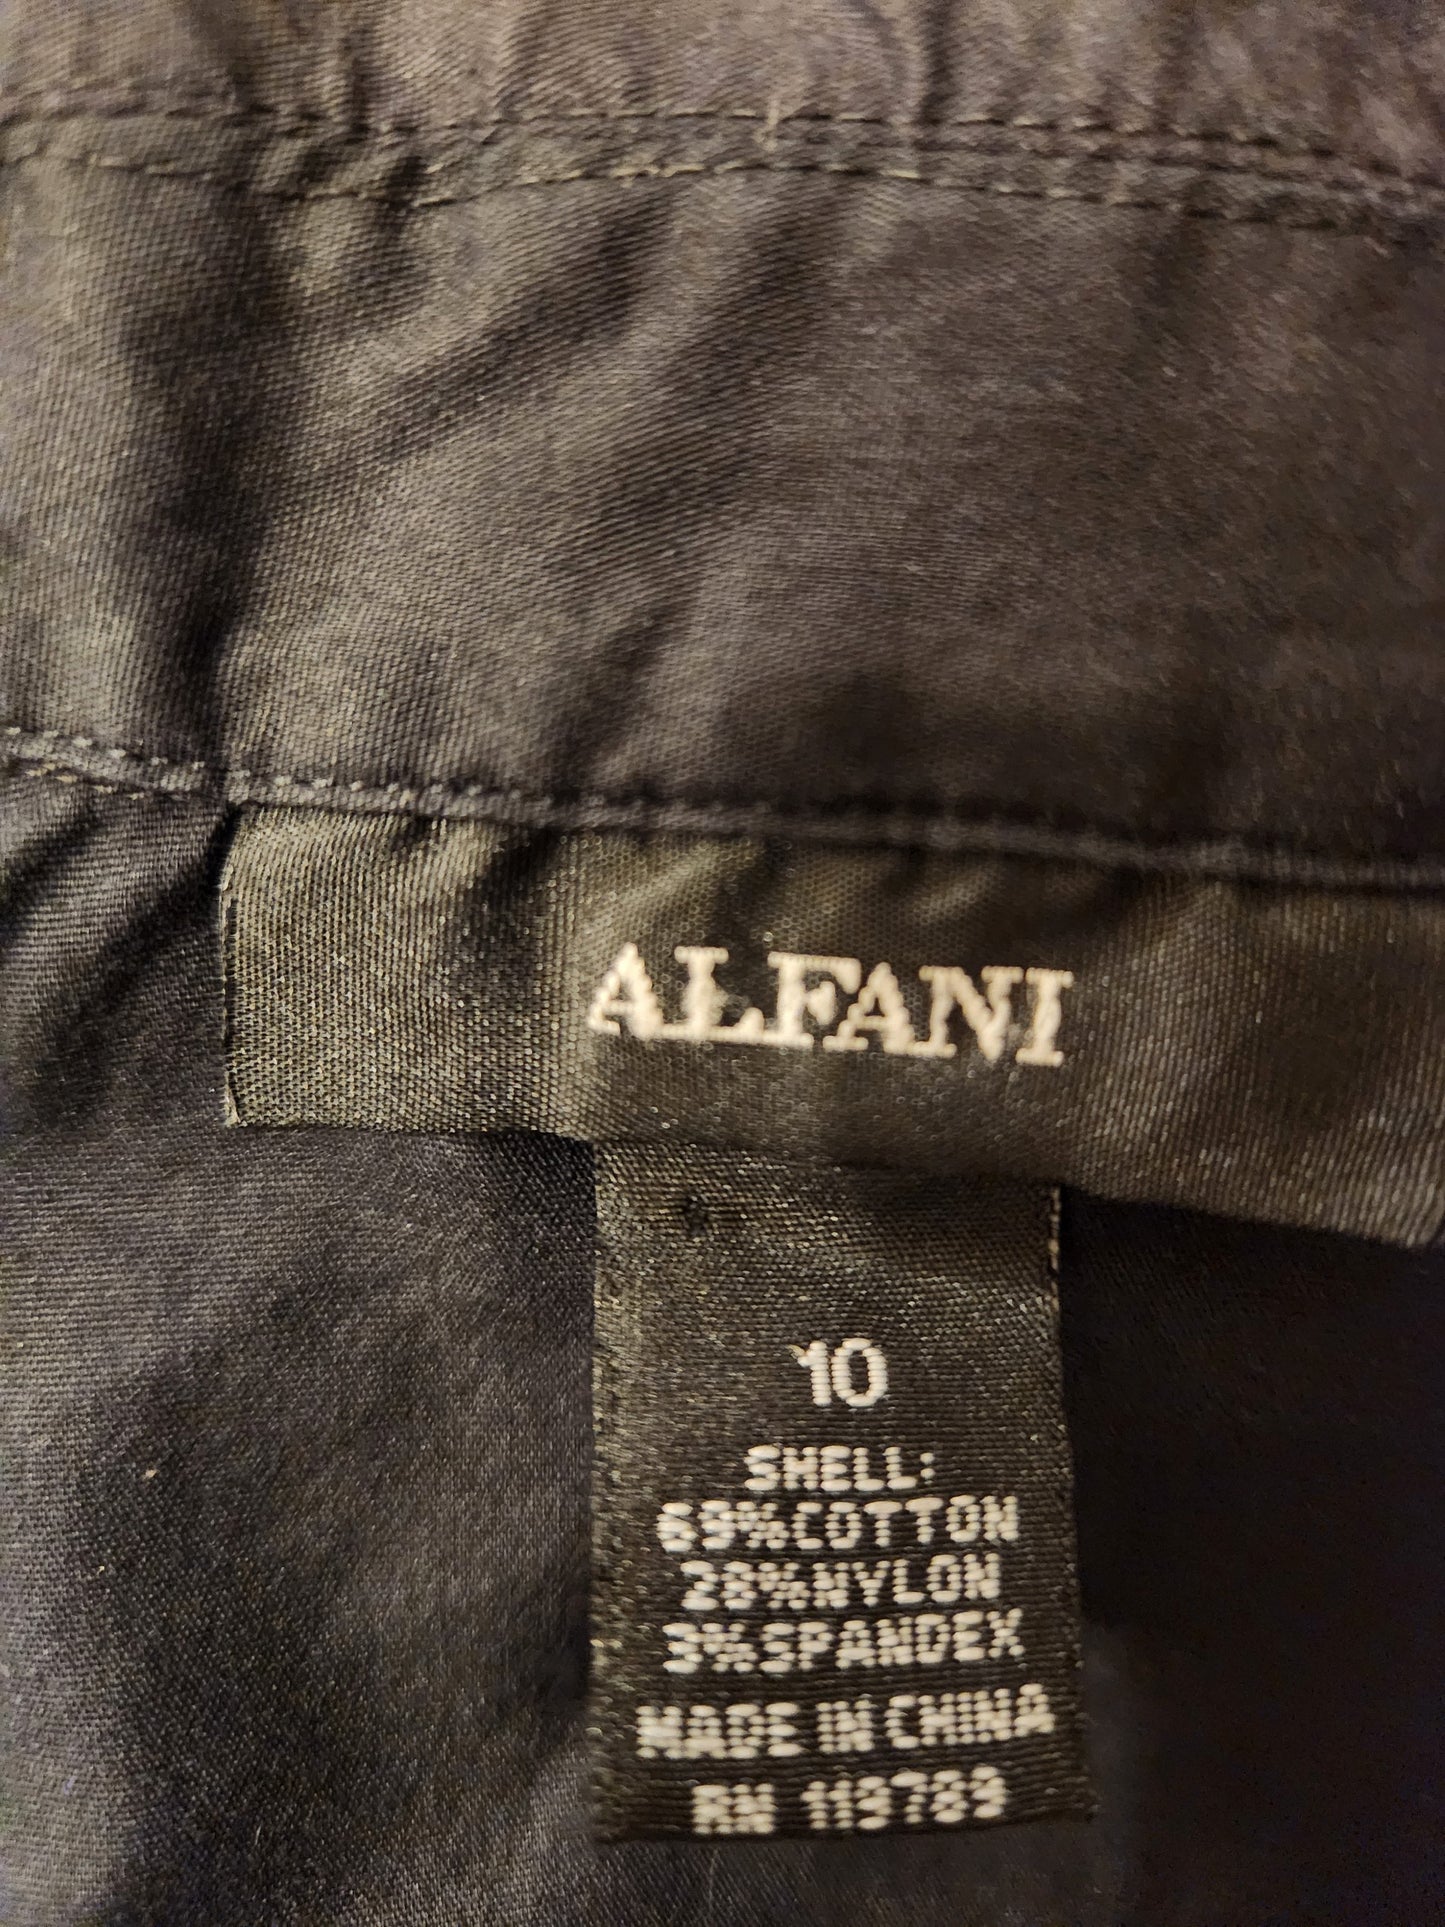 ALFANI
10
SHELL:
69%COTTON
28%NYLON
3%SPANDEX
MADE IN CHINA
RN 119789